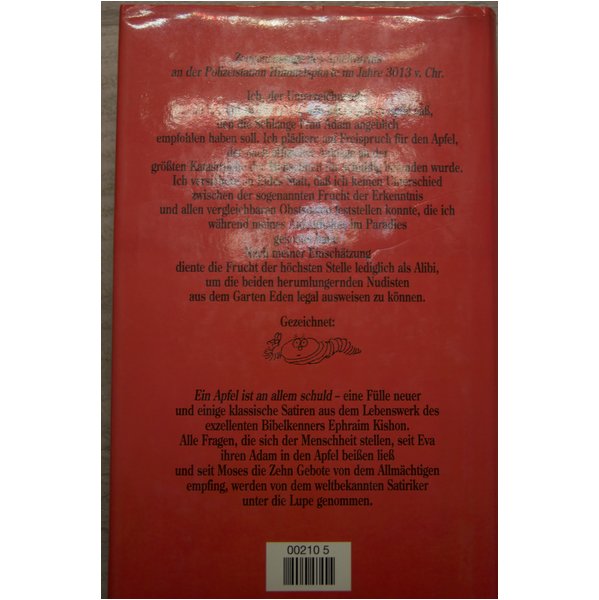 an der Polizeistation Himmelspforte im Jahre 3013 v. Chr.
Ich, der Unterzeichnete
den die Schlange Frau Adam angeblich
empfohlen haben soll. Ich plädiere auf Freispruch für den Apfel,
der
größten Katastrophe der
wurde.
Ich versichere an Eides Statt, daß ich keinen Unterschied
zwischen der sogenannten Frucht der Erkenntnis
und allen vergleichbaren Obstsorten feststellen konnte, die ich
während meines Aufenthaltes im Paradies
Nach meiner Einschätzung
diente die Frucht der höchsten Stelle lediglich als Alibi,
um die beiden herumlungernden Nudisten
aus dem Garten Eden legal ausweisen zu können.
Gezeichnet:
Ein Apfel ist an allem schuld – eine Fülle neuer
und einige klassische Satiren aus dem Lebenswerk des
exzellenten Bibelkenners Ephraim Kishon.
Alle Fragen, die sich der Menschheit stellen, seit Eva
ihren Adam in den Apfel beißen ließ
und seit Moses die Zehn Gebote von dem Allmächtigen
empfing, werden von dem weltbekannten Satiriker
unter die Lupe genommen.
00210 5